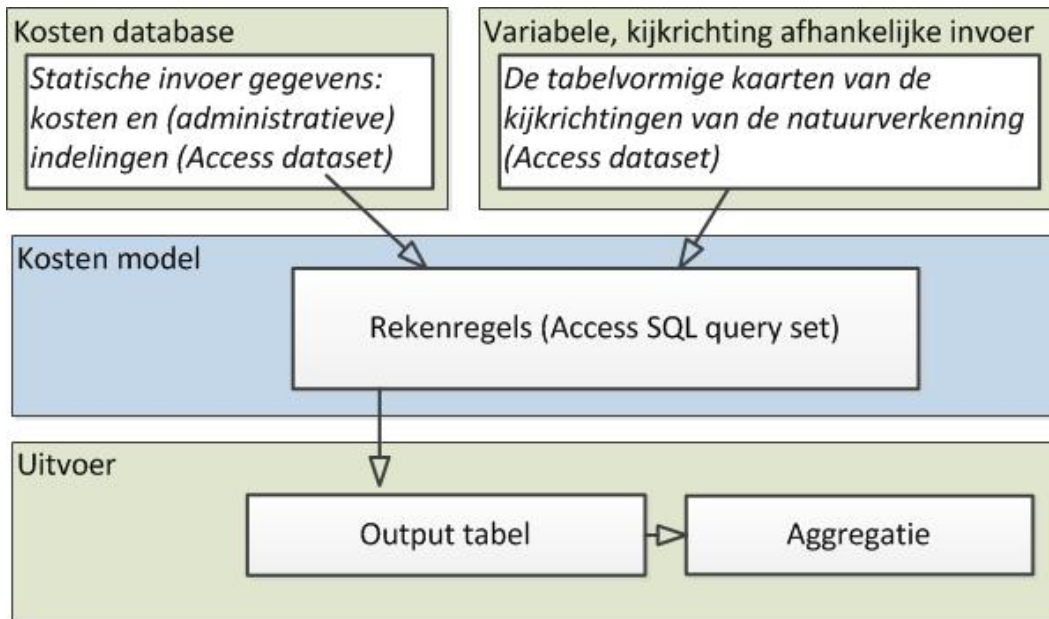 Kosten database
Statische invoer gegevens:
kosten en (administratieve)
indelingen (Access dataset)
Variabele, kijkrichting afhankelijke invoer
De tabelvormige kaarten van de
kijkrichtingen van de natuurverkenning
(Access dataset)
Kosten model
Rekenregels (Access SQL query set)
Uitvoer
Output tabel
Aggregatie